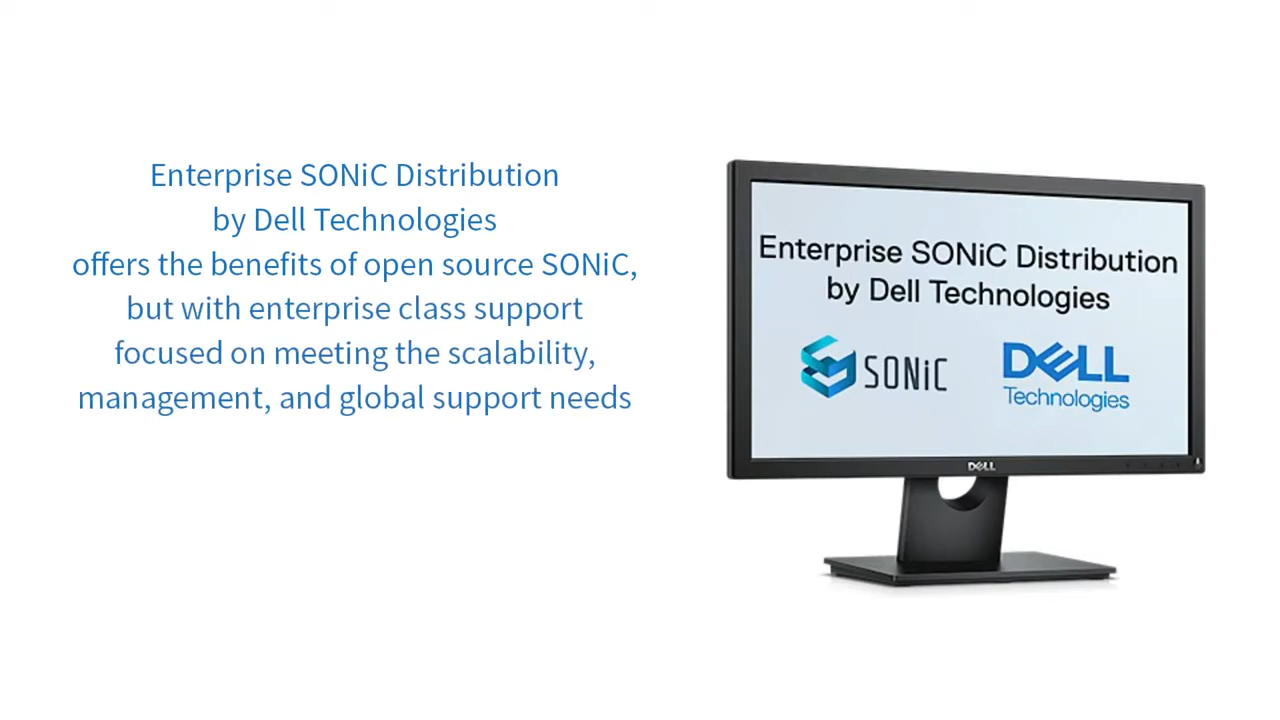 Enterprise SONiC Distribution
by Dell Technologies
offers the benefits of open source SONiC,
but with enterprise class support
focused on meeting the scalability,
management, and global support needs
Enterprise SONiC Distribution
by Dell Technologies
SONiC
DELL
Technologies
DELL